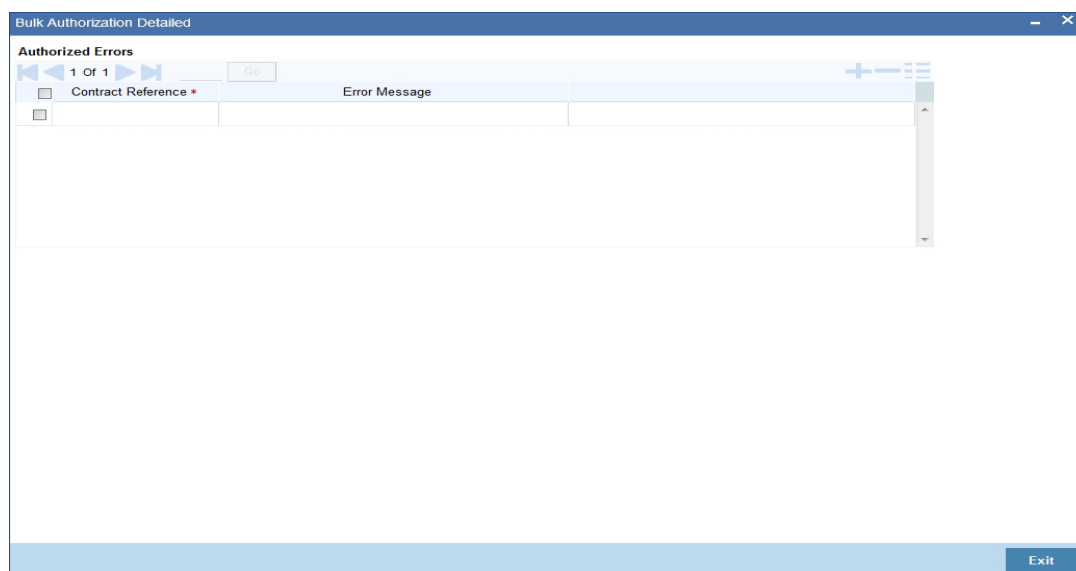 Bulk Authorization Detailed
Authorized Errors
1 Of 1 Go
Contract Reference * Error Message
Exit